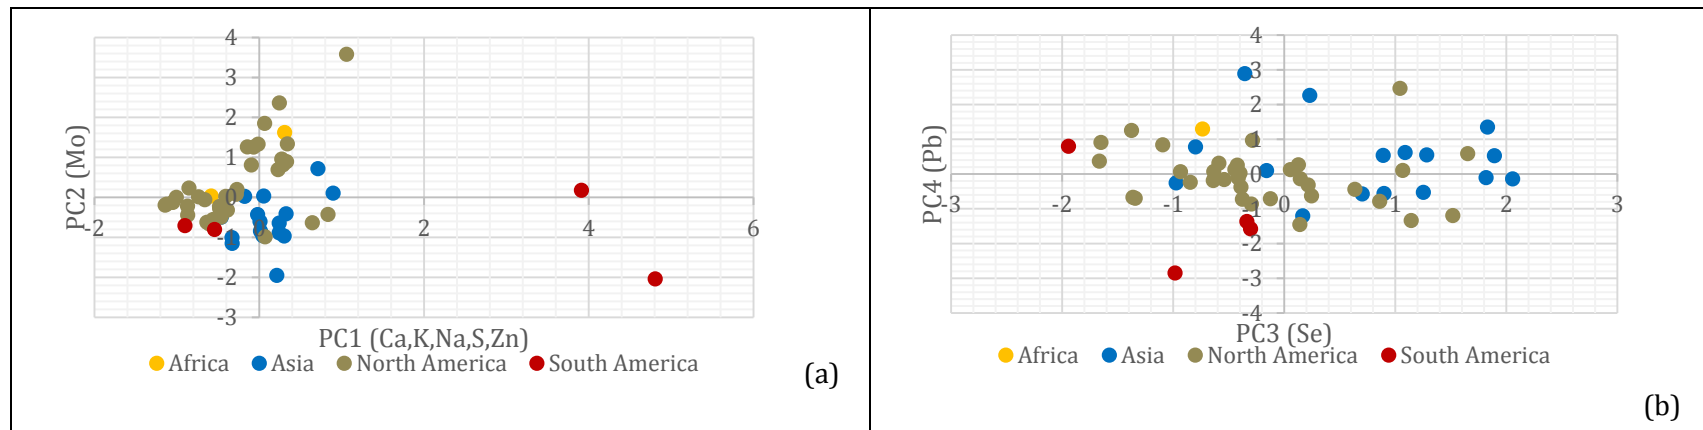 4
3
2
1
0
-1
-2
-3
-2
0
2
4
6
PC2 (Mo)
PC1 (Ca,K,Na,S,Zn)
Africa Asia North America South America
(a)
4
3
2
1
0
-1
-2
-3
-4
-3 -2 -1 0 1 2 3
PC4 (Pb)
PC3 (Se)
Africa Asia North America South America
(b)